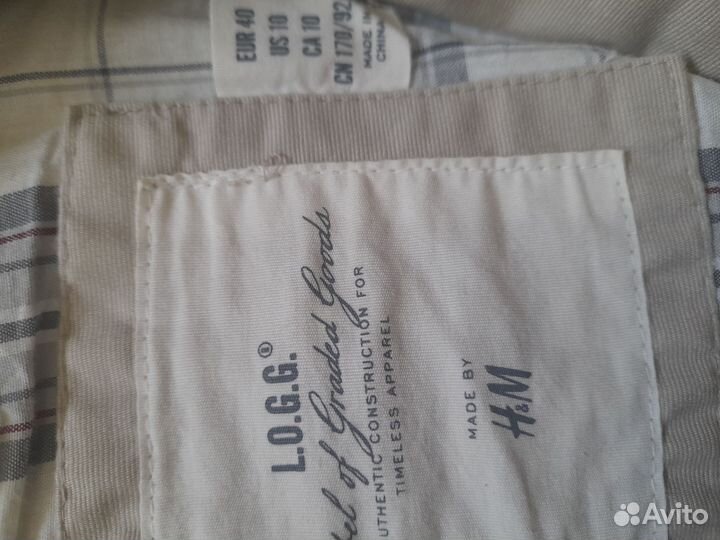 EUR 40
US 10
CA 10
CN 170/92
MADE IN
CHINA
L.O.G.G.®
of Graded Goods
CONSTRUCTION FOR
TIMELESS APPAREL
MADE BY
H&M
Avito